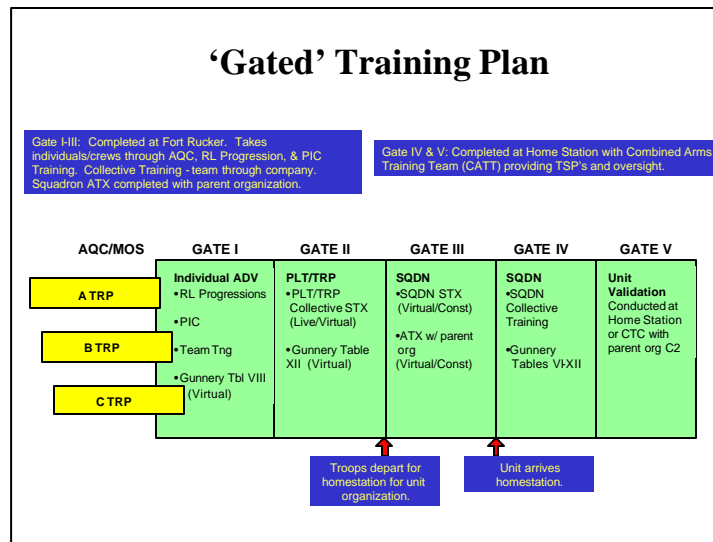 ‘Gated’ Training Plan
Gate I-III: Completed at Fort Rucker. Takes
individuals/crews through AQC, RL Progression, & PIC
Training. Collective Training - team through company.
Squadron ATX completed with parent organization.
Gate IV & V: Completed at Home Station with Combined Arms
Training Team (CATT) providing TSP's and oversight.
AQC/MOS
GATE I
GATE II
GATE III
GATE IV
GATE V
A TRP
B TRP
C TRP
Individual ADV
•RL Progressions
•PIC
•Team Tng
•Gunnery Tbl VIII
(Virtual)
PLT/TRP
•PLT/TRP
Collective STX
(Live/Virtual)
•Gunnery Table
XII (Virtual)
SQDN
•SQDN STX
(Virtual/Const)
•ATX w/ parent
org
(Virtual/Const)
SQDN
•SQDN
Collective
Training
•Gunnery
Tables VI-XII
Unit
Validation
Conducted at
Home Station
or CTC with
parent org C2
Troops depart for
homestation for unit
organization.
Unit arrives
homestation.